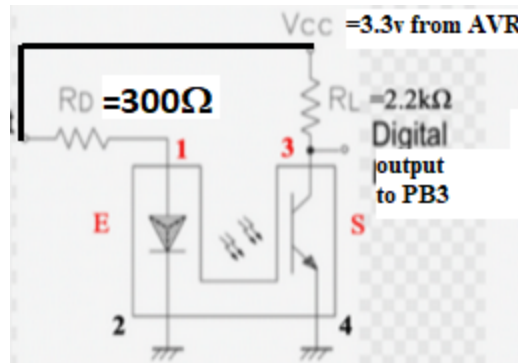 Vcc =3.3v from AVR
RD =300Ω
RL =2.2kΩ
Digital
output
to PB3
1
3
E
S
2
4